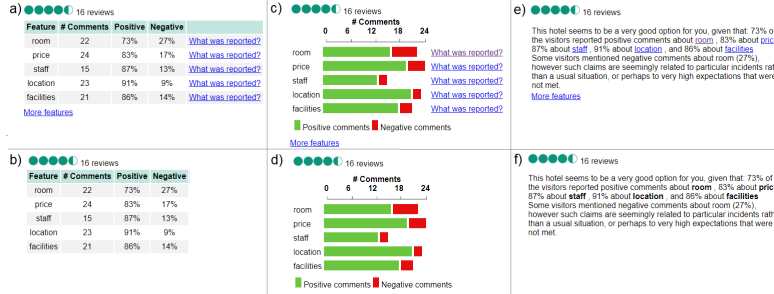 a) 16 reviews
Feature # Comments Positive Negative
room 22 73% 27% What was reported?
price 24 83% 17% What was reported?
staff 15 87% 13% What was reported?
location 23 91% 9% What was reported?
facilities 21 86% 14% What was reported?
More features
b) 16 reviews
Feature # Comments Positive Negative
room 22 73% 27%
price 24 83% 17%
staff 15 87% 13%
location 23 91% 9%
facilities 21 86% 14%
c) 16 reviews
# Comments
0 6 12 18 24
room What was reported?
price What was reported?
staff What was reported?
location What was reported?
facilities What was reported?
Positive comments Negative comments
More features
d) 16 reviews
# Comments
0 6 12 18 24
room
price
staff
location
facilities
Positive comments Negative comments
e) 16 reviews
This hotel seems to be a very good option for you, given that: 73% of
the visitors reported positive comments about room , 83% about
87% about staff , 91% about location , and 86% about facilities
Some visitors mentioned negative comments about room (27%),
however such claims are seemingly related to particular incidents
than a usual situation, or perhaps to very high expectations that were
not met.
More features
f) 16 reviews
This hotel seems to be a very good option for you, given that: 73% of
the visitors reported positive comments about room , 83% about
87% about staff , 91% about location , and 86% about facilities
Some visitors mentioned negative comments about room (27%),
however such claims are seemingly related to particular incidents
than a usual situation, or perhaps to very high expectations that were
not met.